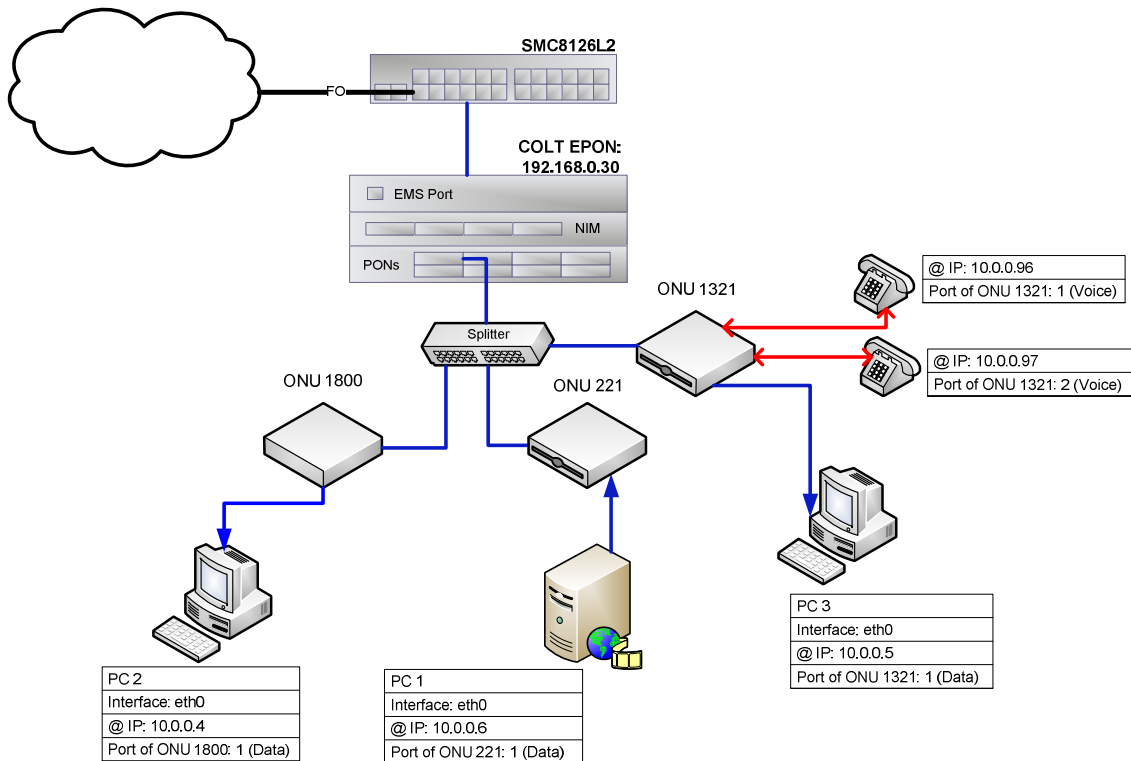 SMC8126L2
FO
COLT EPON:
192.168.0.30
EMS Port
NIM
PONs
ONU 1321
@ IP: 10.0.0.96
Port of ONU 1321: 1 (Voice)
Splitter
@ IP: 10.0.0.97
Port of ONU 1321: 2 (Voice)
ONU 1800
ONU 221
PC 3
Interface: eth0
@ IP: 10.0.0.5
Port of ONU 1321: 1 (Data)
PC 2
Interface: eth0
@ IP: 10.0.0.4
Port of ONU 1800: 1 (Data)
PC 1
Interface: eth0
@ IP: 10.0.0.6
Port of ONU 221: 1 (Data)